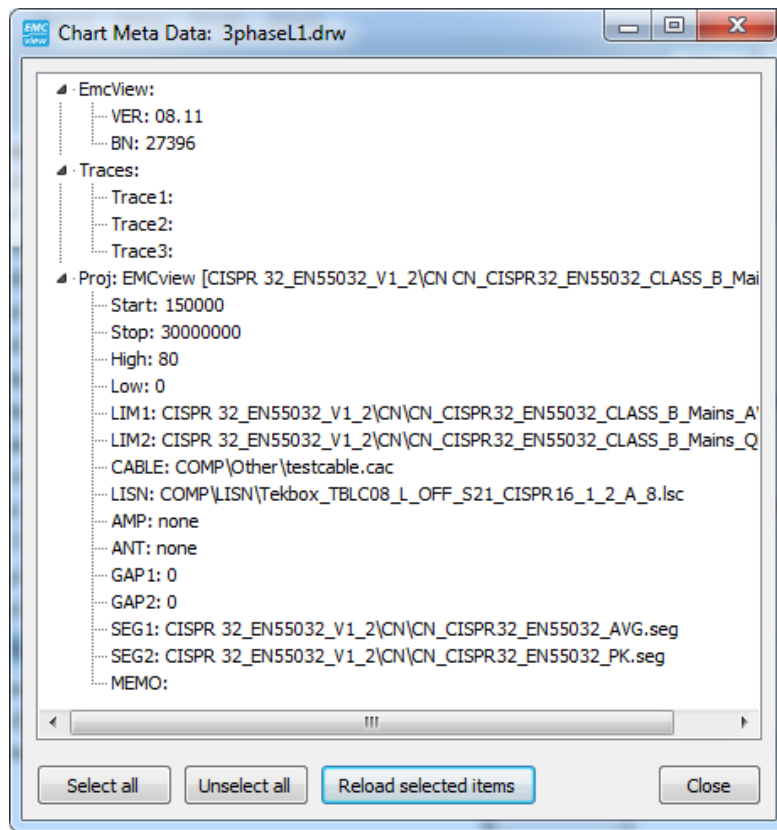 EMC
view
Chart Meta Data: 3phaseL1.drw
EmcView:
VER: 08.11
BN: 27396
Traces:
Trace1:
Trace2:
Trace3:
Proj: EMCview [CISPR 32_EN55032_V1_2\CN CN_CISPR32_EN55032_CLASS_B_Mai
Start: 150000
Stop: 30000000
High: 80
Low: 0
LIM1: CISPR 32_EN55032_V1_2\CN\CN_CISPR32_EN55032_CLASS_B_Mains_A
LIM2: CISPR 32_EN55032_V1_2\CN\CN_CISPR32_EN55032_CLASS_B_Mains_Q
CABLE: COMP\Other\testcable.cac
LISN: COMP\LISN\Tekbox_TBLC08_L_OFF_S21_CISPR16_1_2_A_8.lsc
AMP: none
ANT: none
GAP1: 0
GAP2: 0
SEG1: CISPR 32_EN55032_V1_2\CN\CN_CISPR32_EN55032_AVG.seg
SEG2: CISPR 32_EN55032_V1_2\CN\CN_CISPR32_EN55032_PK.seg
MEMO:
Select all
Unselect all
Reload selected items
Close